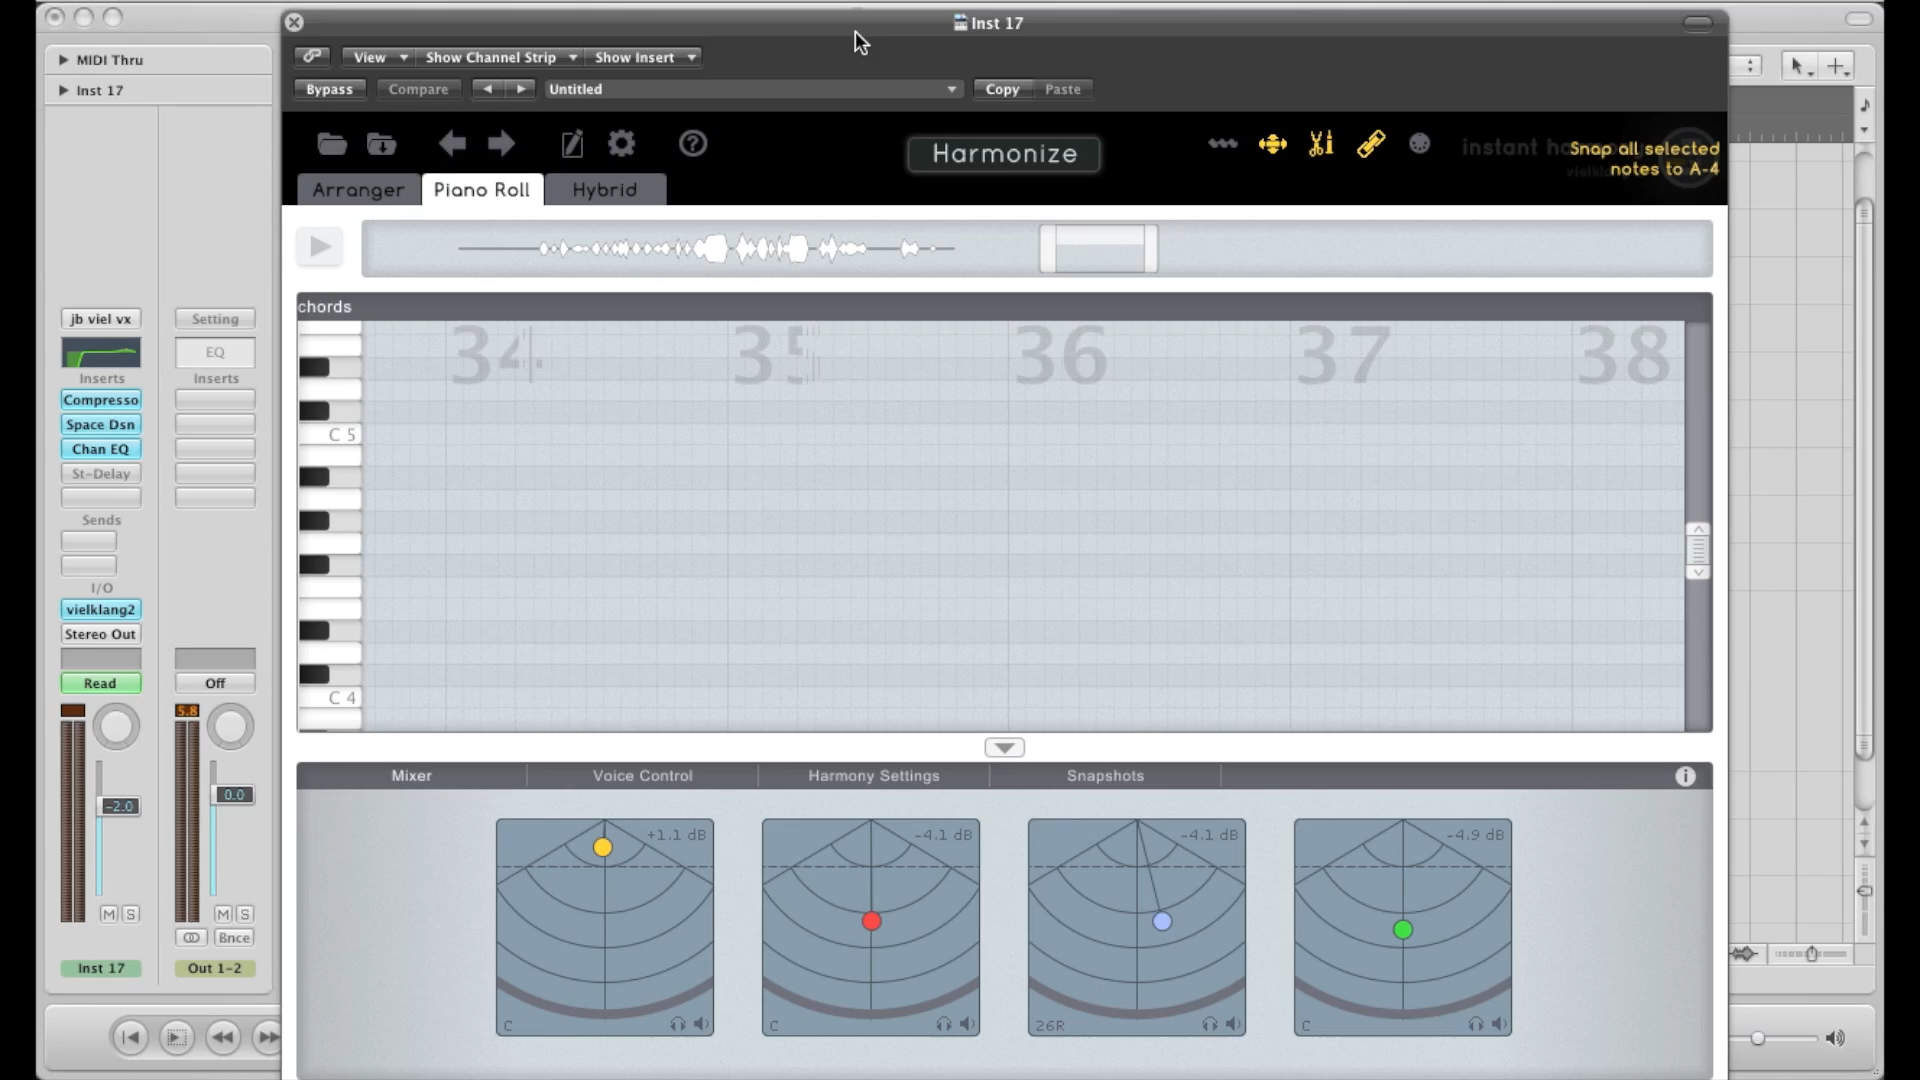 Inst 17
MIDI Thru
Inst 17
View
Show Channel Strip
Show Insert
Bypass
Compare
Untitled
Copy
Paste
Harmonize
Snap all selected
notes to A-4
Arranger
Piano Roll
Hybrid
chords
34
35
36
37
38
C 5
C 4
jb viel vx
Setting
EQ
Inserts
Inserts
Compresso
Space Dsn
Chan EQ
St-Delay
Sends
I/O
vielklang2
Stereo Out
Read
Off
5.8
-2.0
0.0
M S
M S
Bnce
Inst 17
Out 1-2
Mixer
Voice Control
Harmony Settings
Snapshots
+1.1 dB
-4.1 dB
-4.1 dB
-4.9 dB
C
C
26R
C